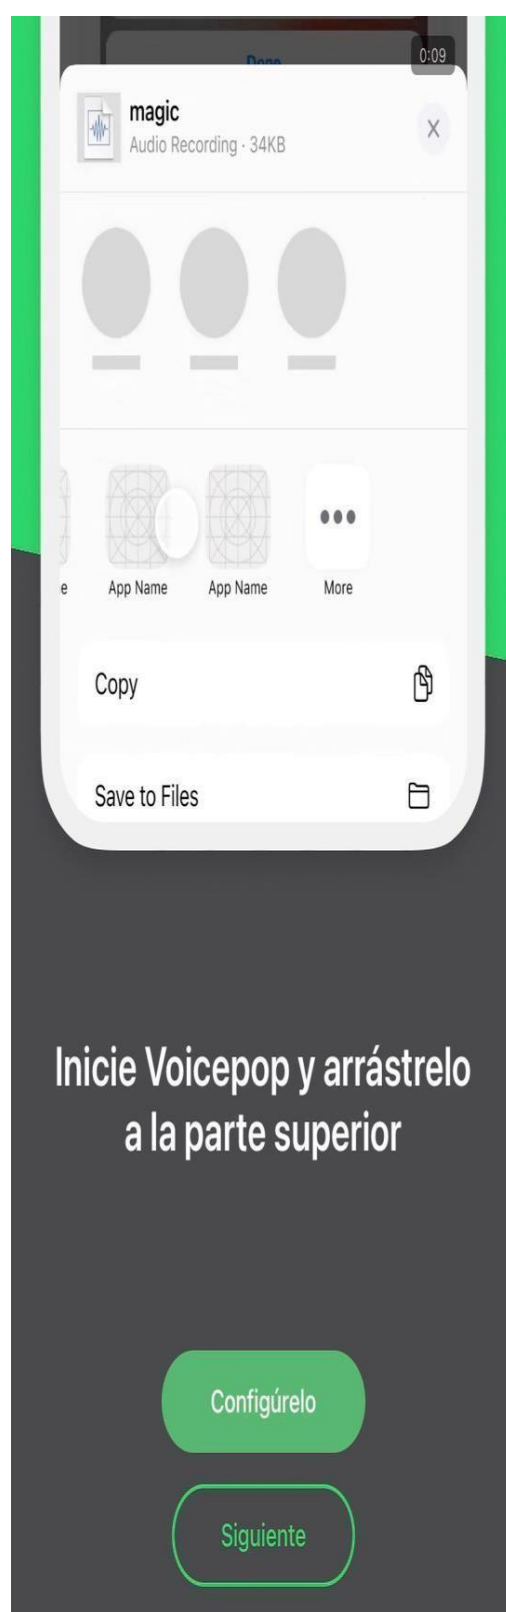 Done
0:09
magic
Audio Recording · 34KB
e
App Name
App Name
More
Copy
Save to Files
Inicie Voicepop y arrástrelo
a la parte superior
Configúrelo
Siguiente